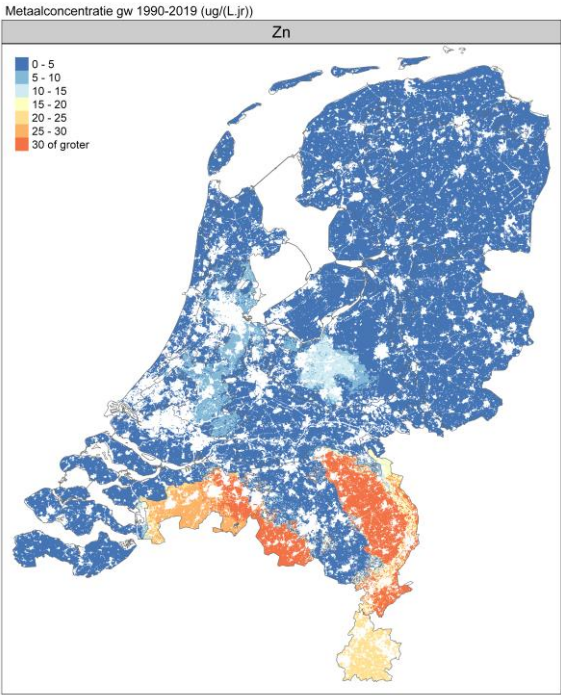 Metaalconcentratie gw 1990-2019 (ug/(L.jr))
Zn
0 - 5
5 - 10
10 - 15
15 - 20
20 - 25
25 - 30
30 of groter